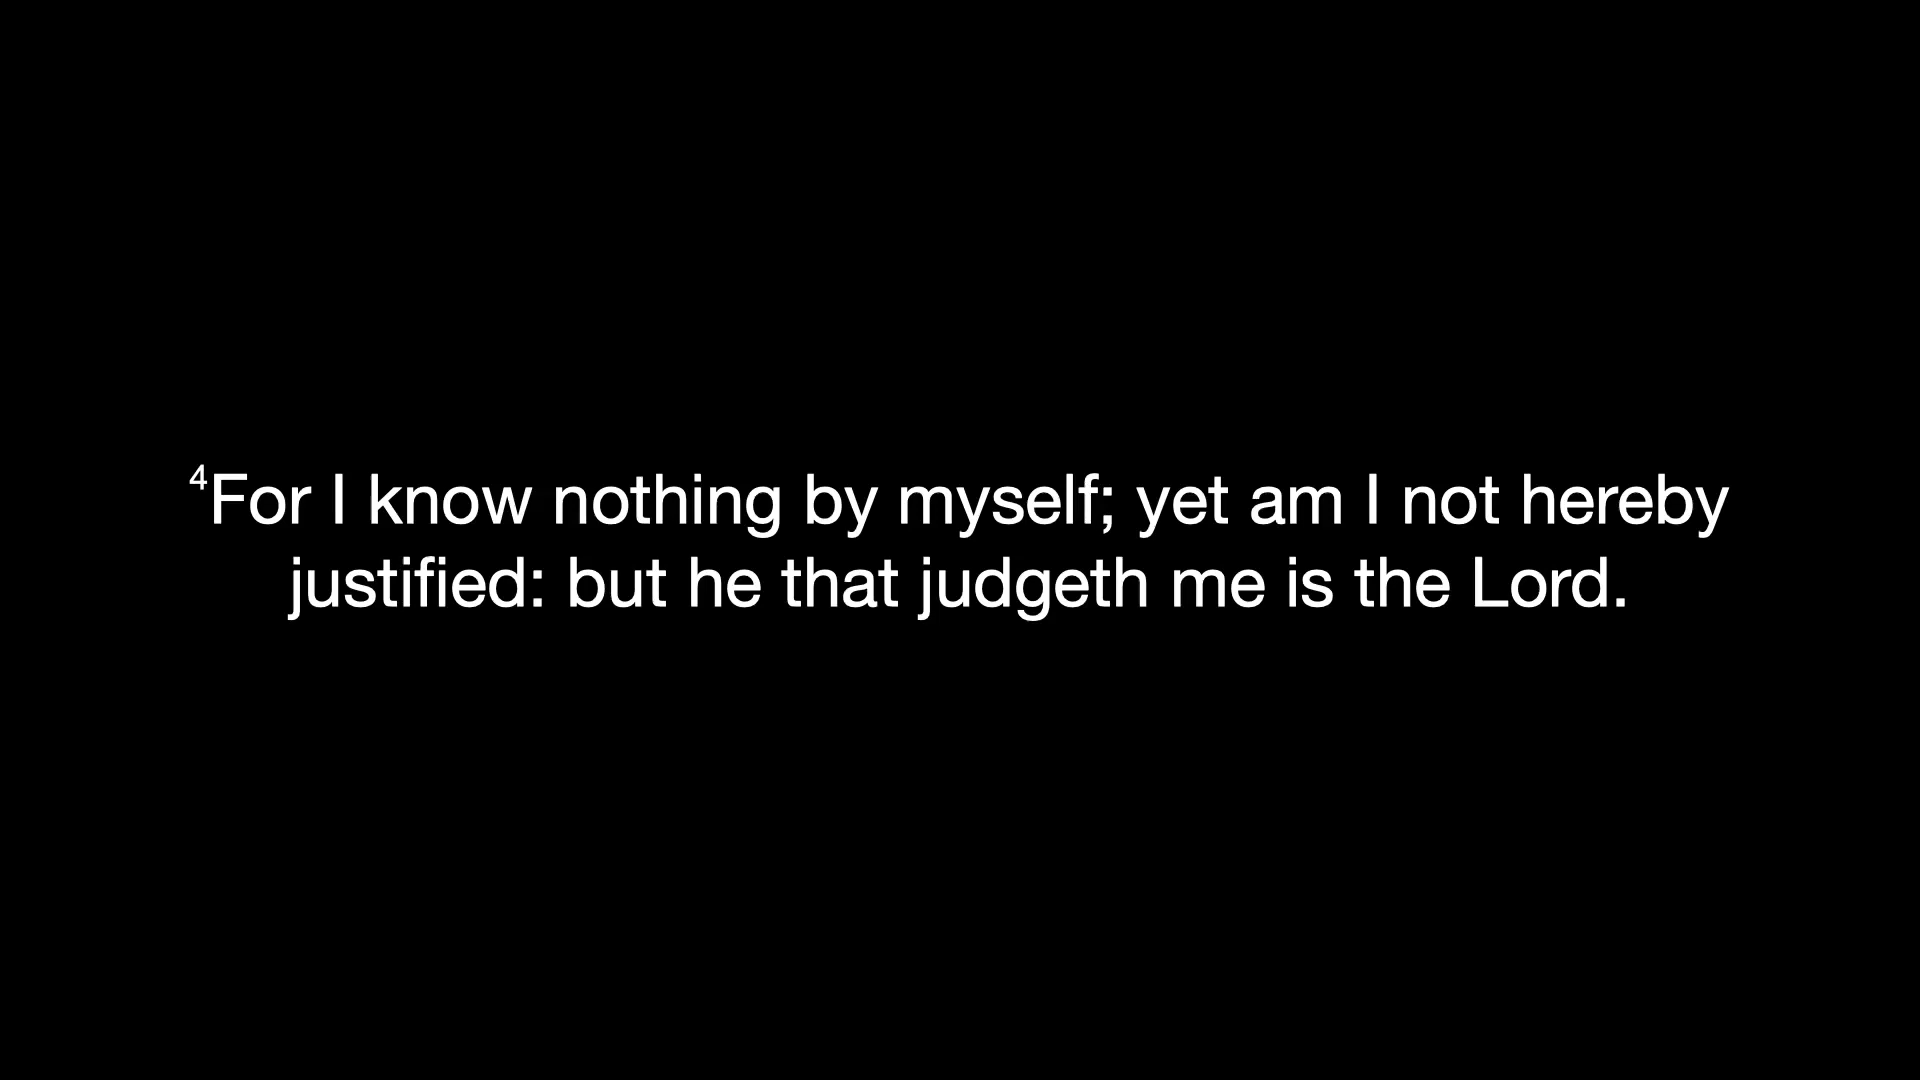 ⁴For I know nothing by myself; yet am I not hereby
justified: but he that judgeth me is the Lord.